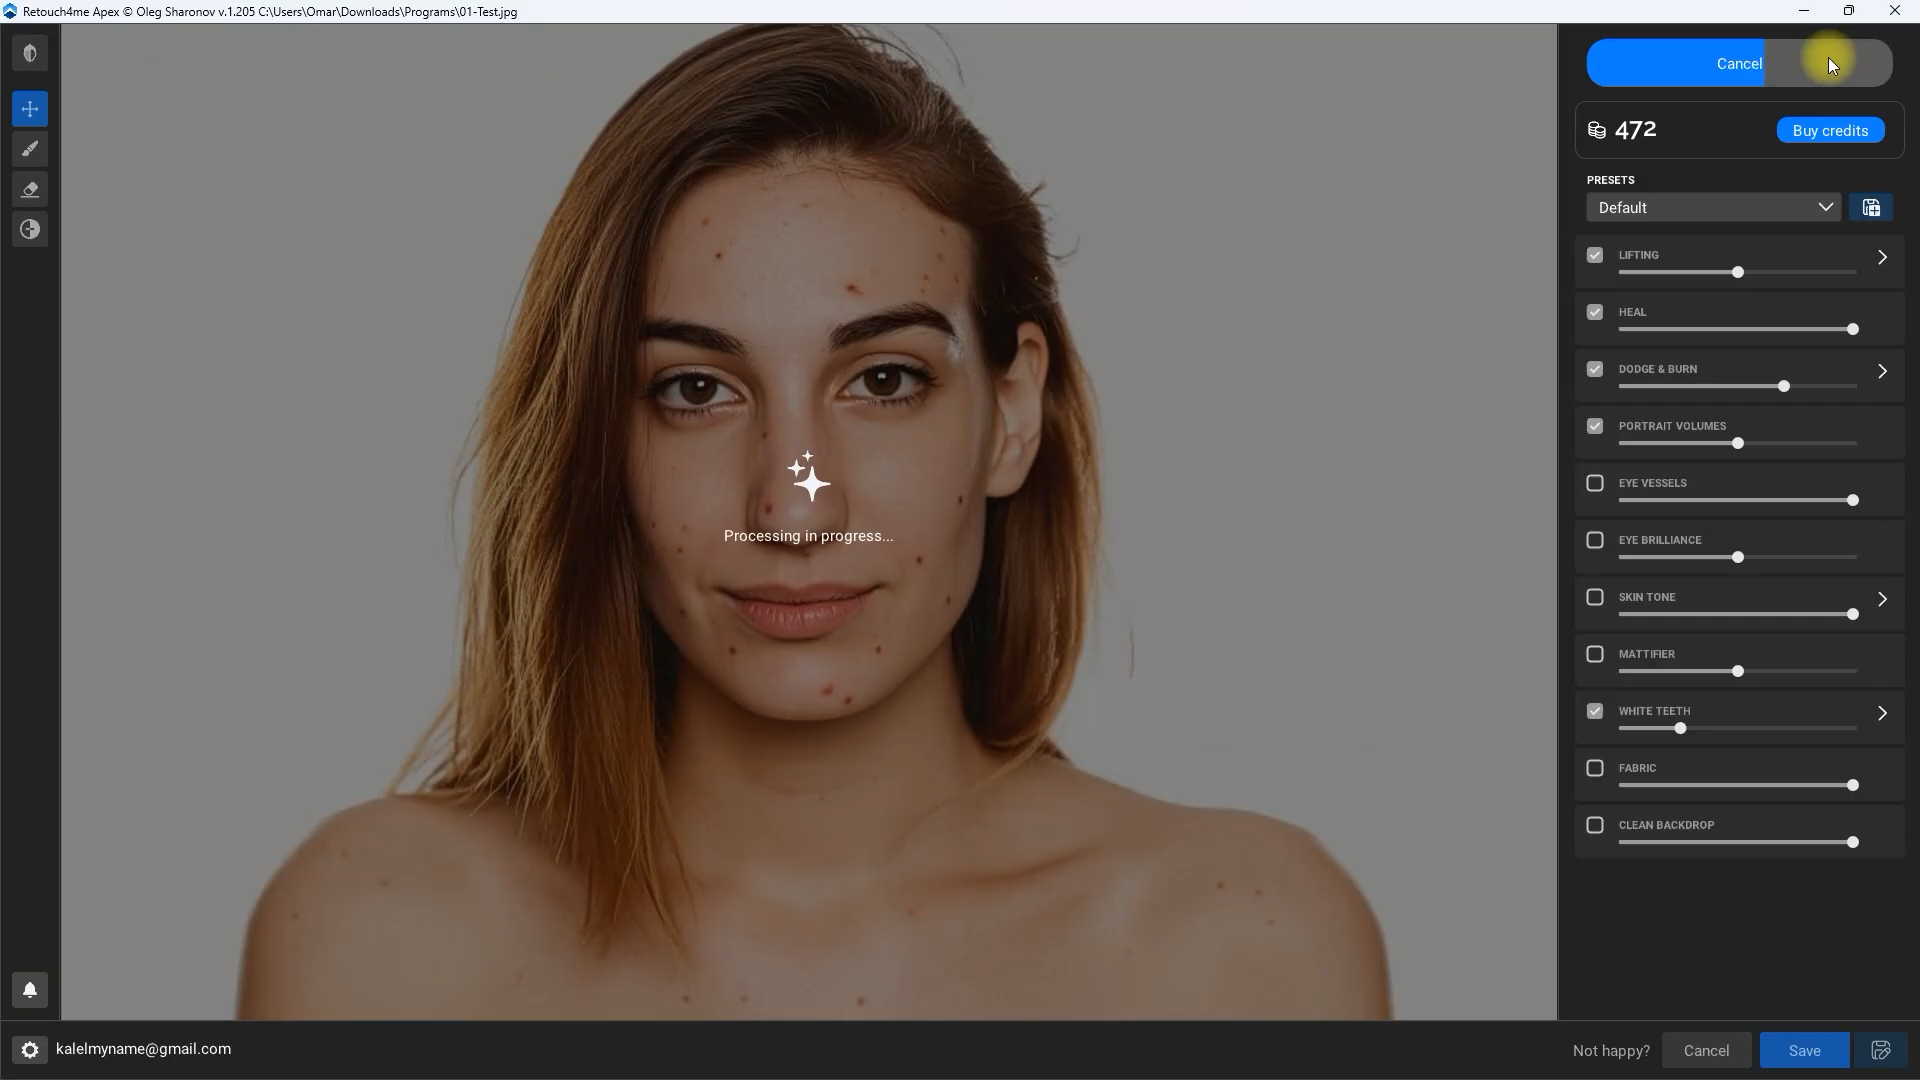 Retouch4me Apex © Oleg Sharonov v.1.205 C:\Users\Omar\Downloads\Programs\01-Test.jpg
Cancel
472
Buy credits
PRESETS
Default
LIFTING
HEAL
DODGE & BURN
PORTRAIT VOLUMES
EYE VESSELS
EYE BRILLIANCE
SKIN TONE
MATTIFIER
WHITE TEETH
FABRIC
CLEAN BACKDROP
Processing in progress...
kalelmyname@gmail.com
Not happy?
Cancel
Save